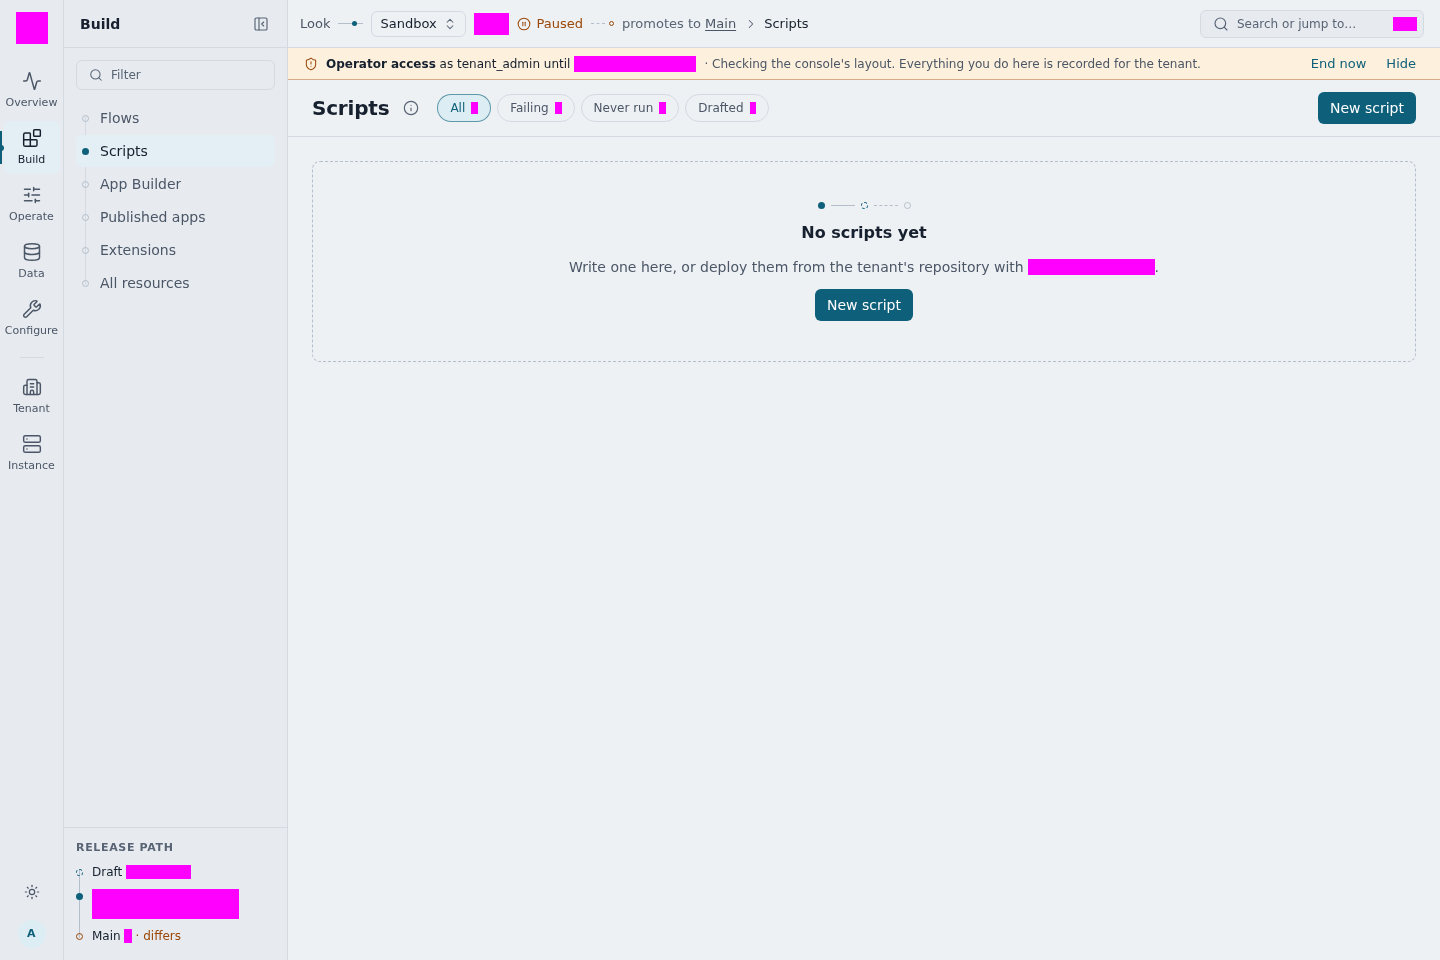 Build
Look
Sandbox
Paused
promotes to Main
Scripts
Search or jump to...
Operator access as tenant_admin until
· Checking the console's layout. Everything you do here is recorded for the tenant.
End now
Hide
Overview
Build
Operate
Data
Configure
Tenant
Instance
A
Filter
Flows
Scripts
App Builder
Published apps
Extensions
All resources
RELEASE PATH
Draft
Main · differs
Scripts
All
Failing
Never run
Drafted
New script
No scripts yet
Write one here, or deploy them from the tenant's repository with .
New script